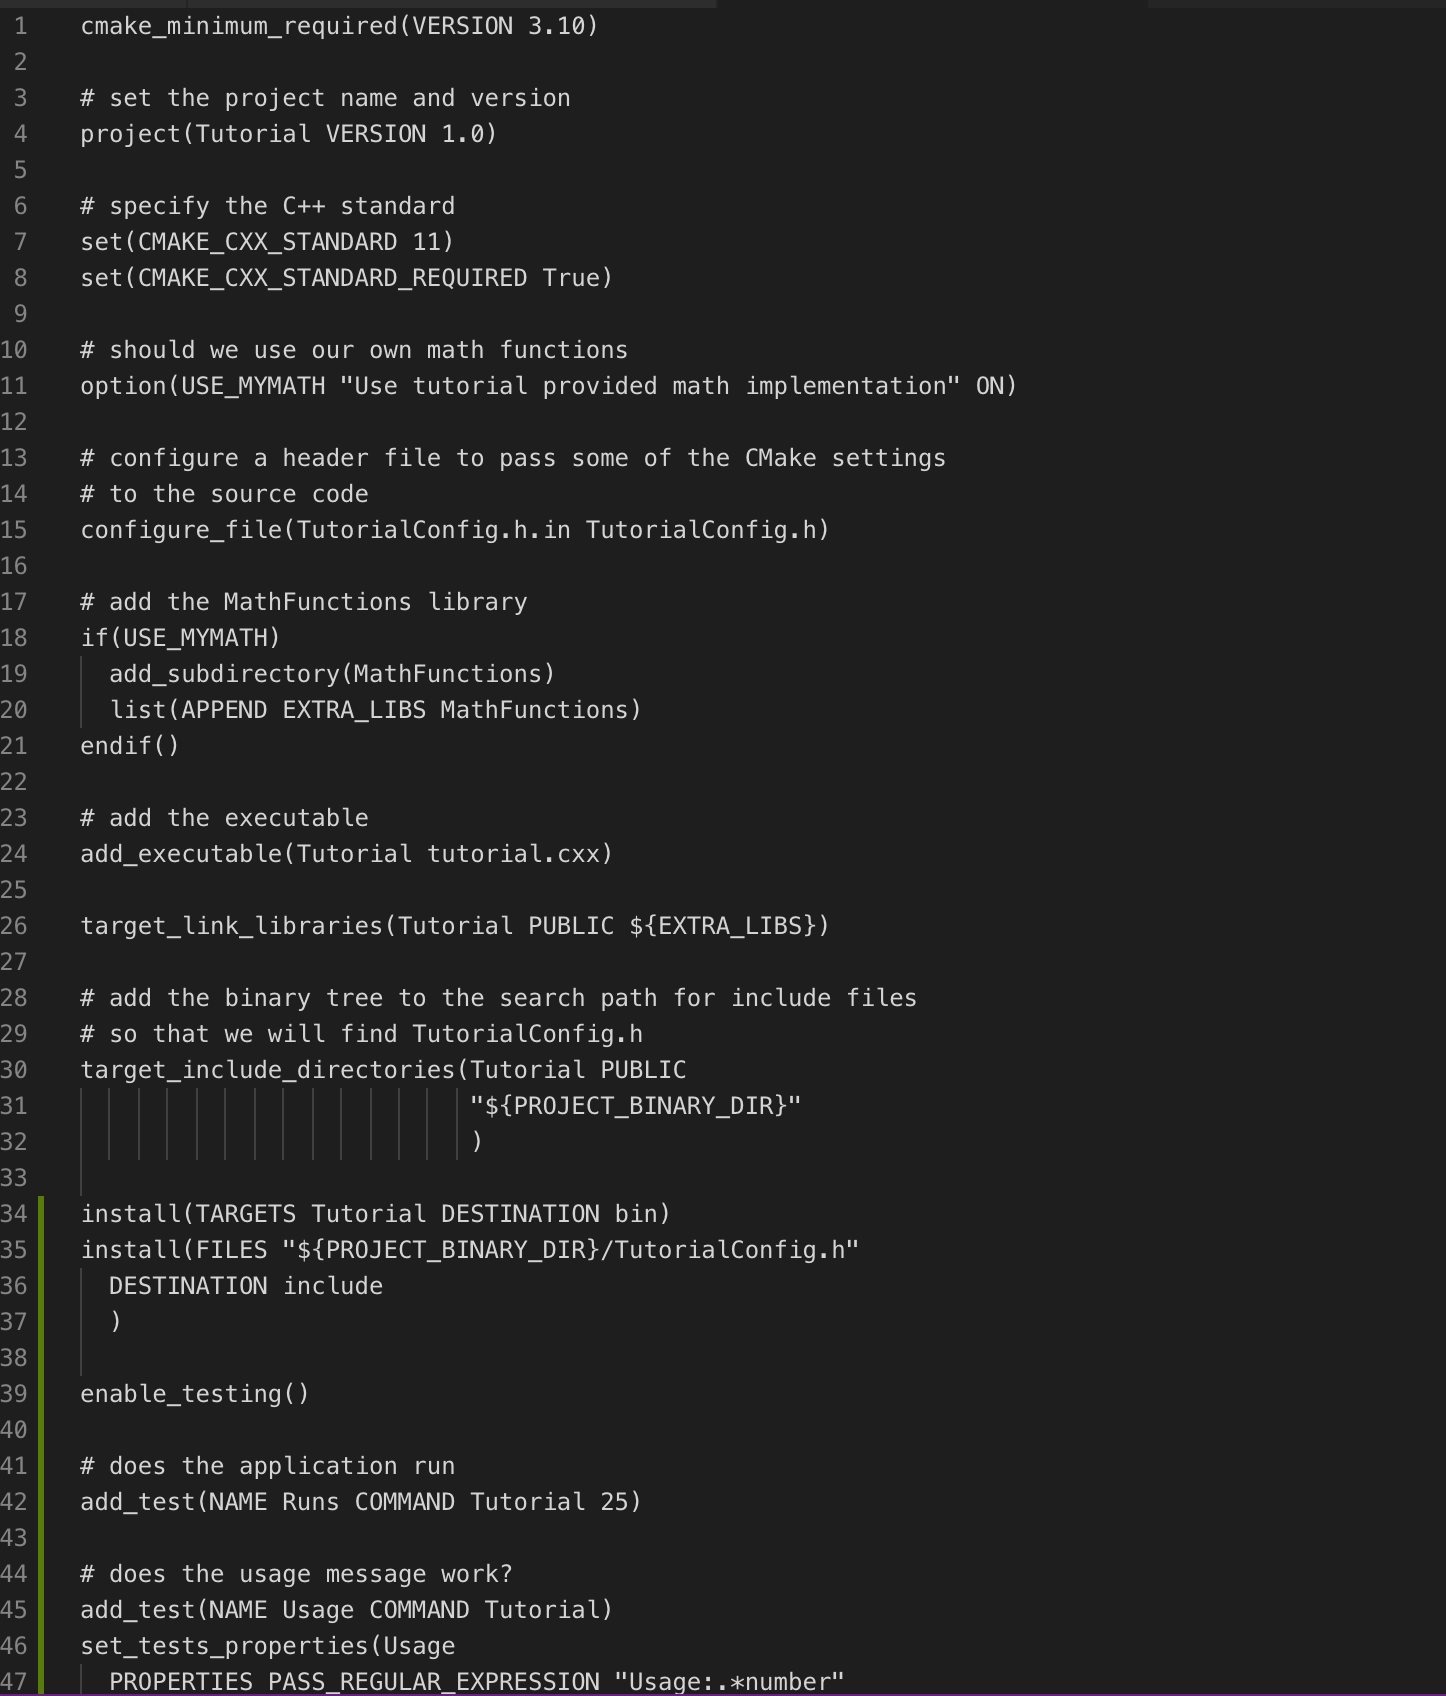 1 cmake_minimum_required(VERSION 3.10)
2
3 # set the project name and version
4 project(Tutorial VERSION 1.0)
5
6 # specify the C++ standard
7 set(CMAKE_CXX_STANDARD 11)
8 set(CMAKE_CXX_STANDARD_REQUIRED True)
9
10 # should we use our own math functions
11 option(USE_MYMATH "Use tutorial provided math implementation" ON)
12
13 # configure a header file to pass some of the CMake settings
14 # to the source code
15 configure_file(TutorialConfig.h.in TutorialConfig.h)
16
17 # add the MathFunctions library
18 if(USE_MYMATH)
19   add_subdirectory(MathFunctions)
20   list(APPEND EXTRA_LIBS MathFunctions)
21 endif()
22
23 # add the executable
24 add_executable(Tutorial tutorial.cxx)
25
26 target_link_libraries(Tutorial PUBLIC ${EXTRA_LIBS})
27
28 # add the binary tree to the search path for include files
29 # so that we will find TutorialConfig.h
30 target_include_directories(Tutorial PUBLIC
31                            "${PROJECT_BINARY_DIR}"
32                            )
33
34 install(TARGETS Tutorial DESTINATION bin)
35 install(FILES "${PROJECT_BINARY_DIR}/TutorialConfig.h"
36   DESTINATION include
37   )
38
39 enable_testing()
40
41 # does the application run
42 add_test(NAME Runs COMMAND Tutorial 25)
43
44 # does the usage message work?
45 add_test(NAME Usage COMMAND Tutorial)
46 set_tests_properties(Usage
47   PROPERTIES PASS_REGULAR_EXPRESSION "Usage:.*number"